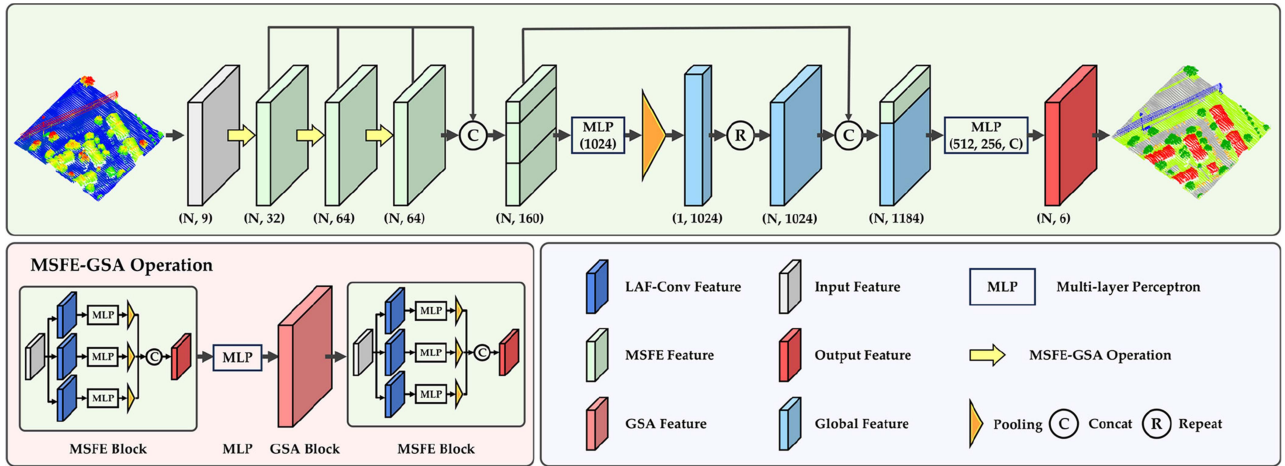 C
MLP
(1024)
R
C
MLP
(512, 256, C)
(N, 9)
(N, 32)
(N, 64)
(N, 64)
(N, 160)
(1, 1024)
(N, 1024)
(N, 1184)
(N, 6)
MSFE-GSA Operation
MLP
MLP
MLP
C
MLP
MLP
MLP
MLP
C
MSFE Block
MLP
GSA Block
MSFE Block
LAF-Conv Feature
Input Feature
MLP
Multi-layer Perceptron
MSFE Feature
Output Feature
MSFE-GSA Operation
GSA Feature
Global Feature
Pooling
C
Concat
R
Repeat